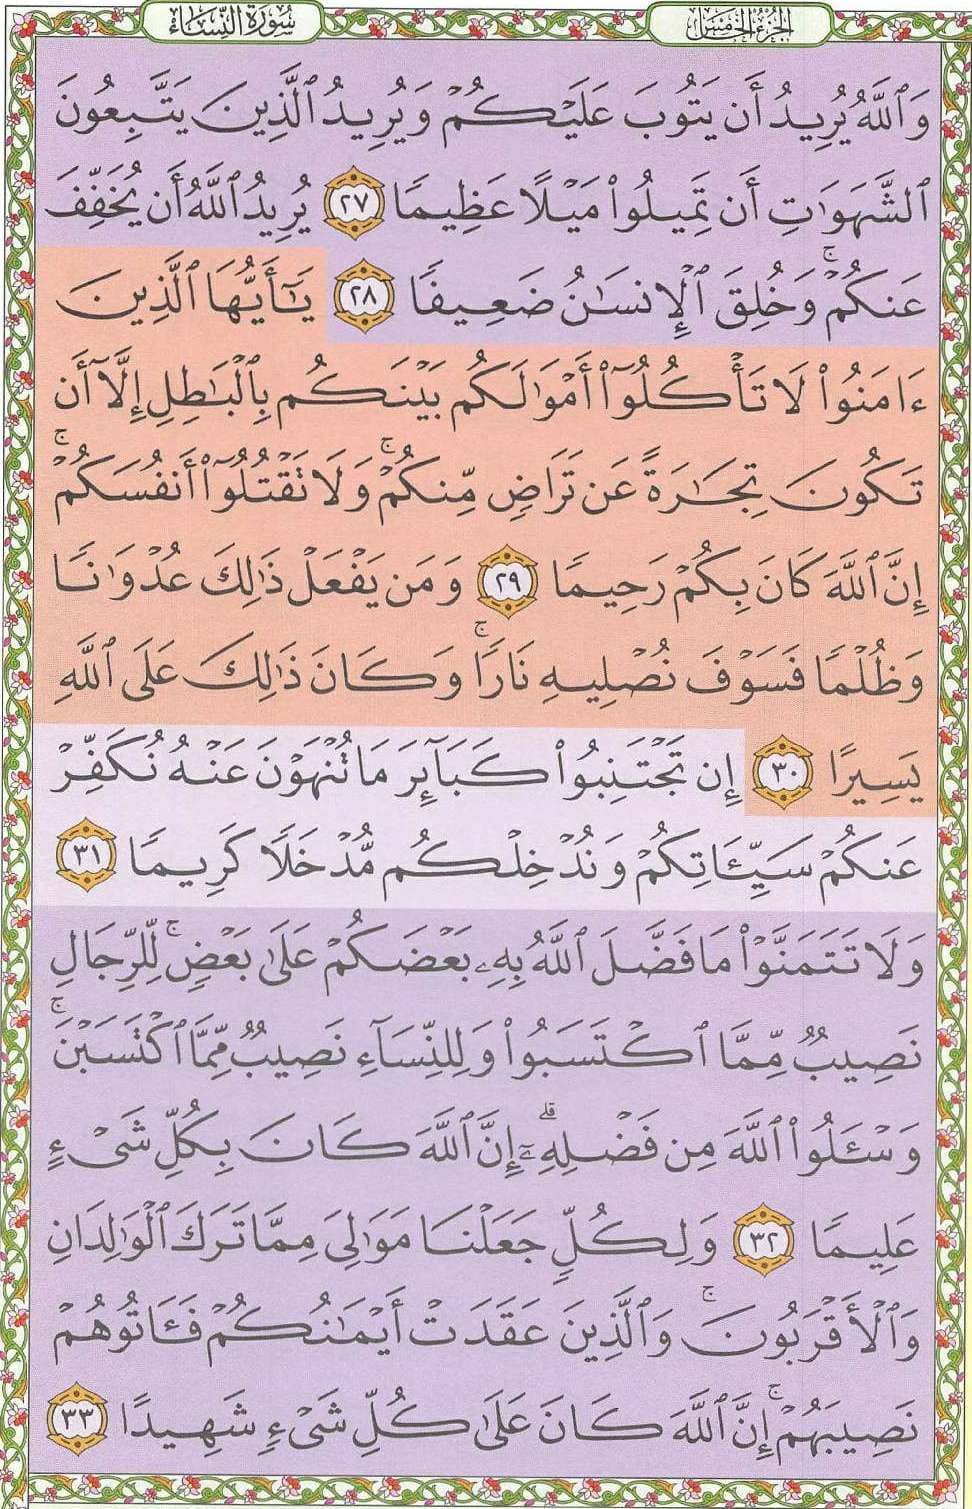 الجزء الخامس
سورة النساء
وَٱللَّهُ يُرِيدُ أَن يَتُوبَ عَلَيْكُمْ وَيُرِيدُ ٱلَّذِينَ يَتَّبِعُونَ
ٱلشَّهَوَٰتِ أَن تَمِيلُوا۟ مَيْلًا عَظِيمًا ٢٧ يُرِيدُ ٱللَّهُ أَن يُخَفِّفَ
عَنكُمْ ۚ وَخُلِقَ ٱلْإِنسَٰنُ ضَعِيفًا ٢٨ يَٰٓأَيُّهَا ٱلَّذِينَ
ءَامَنُوا۟ لَا تَأْكُلُوٓا۟ أَمْوَٰلَكُم بَيْنَكُم بِٱلْبَٰطِلِ إِلَّآ أَن
تَكُونَ تِجَٰرَةً عَن تَرَاضٍ مِّنكُمْ ۚ وَلَا تَقْتُلُوٓا۟ أَنفُسَكُمْ ۚ
إِنَّ ٱللَّهَ كَانَ بِكُمْ رَحِيمًا ٢٩ وَمَن يَفْعَلْ ذَٰلِكَ عُدْوَٰنًا
وَظُلْمًا فَسَوْفَ نُصْلِيهِ نَارًا ۚ وَكَانَ ذَٰلِكَ عَلَى ٱللَّهِ
يَسِيرًا ٣٠ إِن تَجْتَنِبُوا۟ كَبَآئِرَ مَا تُنْهَوْنَ عَنْهُ نُكَفِّرْ
عَنكُمْ سَيِّـَٔاتِكُمْ وَنُدْخِلْكُم مُّدْخَلًا كَرِيمًا ٣١
وَلَا تَتَمَنَّوْا۟ مَا فَضَّلَ ٱللَّهُ بِهِۦ بَعْضَكُمْ عَلَىٰ بَعْضٍ ۚ لِّلرِّجَالِ
نَصِيبٌ مِّمَّا ٱكْتَسَبُوا۟ وَلِلنِّسَآءِ نَصِيبٌ مِّمَّا ٱكْتَسَبْنَ ۚ
وَسْـَٔلُوا۟ ٱللَّهَ مِن فَضْلِهِۦٓ ۗ إِنَّ ٱللَّهَ كَانَ بِكُلِّ شَىْءٍ
عَلِيمًا ٣٢ وَلِكُلٍّ جَعَلْنَا مَوَٰلِىَ مِمَّا تَرَكَ ٱلْوَٰلِدَانِ
وَٱلْأَقْرَبُونَ ۚ وَٱلَّذِينَ عَقَدَتْ أَيْمَٰنُكُمْ فَـَٔاتُوهُمْ
نَصِيبَهُمْ ۚ إِنَّ ٱللَّهَ كَانَ عَلَىٰ كُلِّ شَىْءٍ شَهِيدًا ٣٣